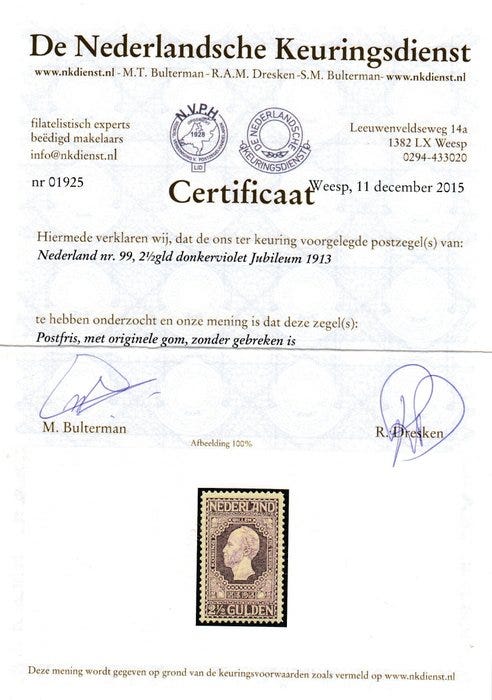 De Nederlandsche Keuringsdienst
www.nkdienst.nl - M.T. Bulterman - R.A.M. Dresken - S.M. Bulterman - www.nkdienst.nl
filatelistisch experts
beëdigd makelaars
info@nkdienst.nl
N.V.P.H.
1928
LID
DE NEDERLANDSCHE
KEURINGSDIENST
Leeuwenveldseweg 14a
1382 LX Weesp
0294-433020
nr 01925
Certificaat
Weesp, 11 december 2015
Hiermede verklaren wij, dat de ons ter keuring voorgelegde postzegel(s) van:
Nederland nr. 99, 2½gld donkerviolet Jubileum 1913
te hebben onderzocht en onze mening is dat deze zegel(s):
Postfris, met originele gom, zonder gebreken is
M. Bulterman
R. Dresken
Afbeelding 100%
NEDERLAND
WILLEM
1813 1913
2½ GULDEN
Deze mening wordt gegeven op grond van de keuringsvoorwaarden zoals vermeld op www.nkdienst.nl